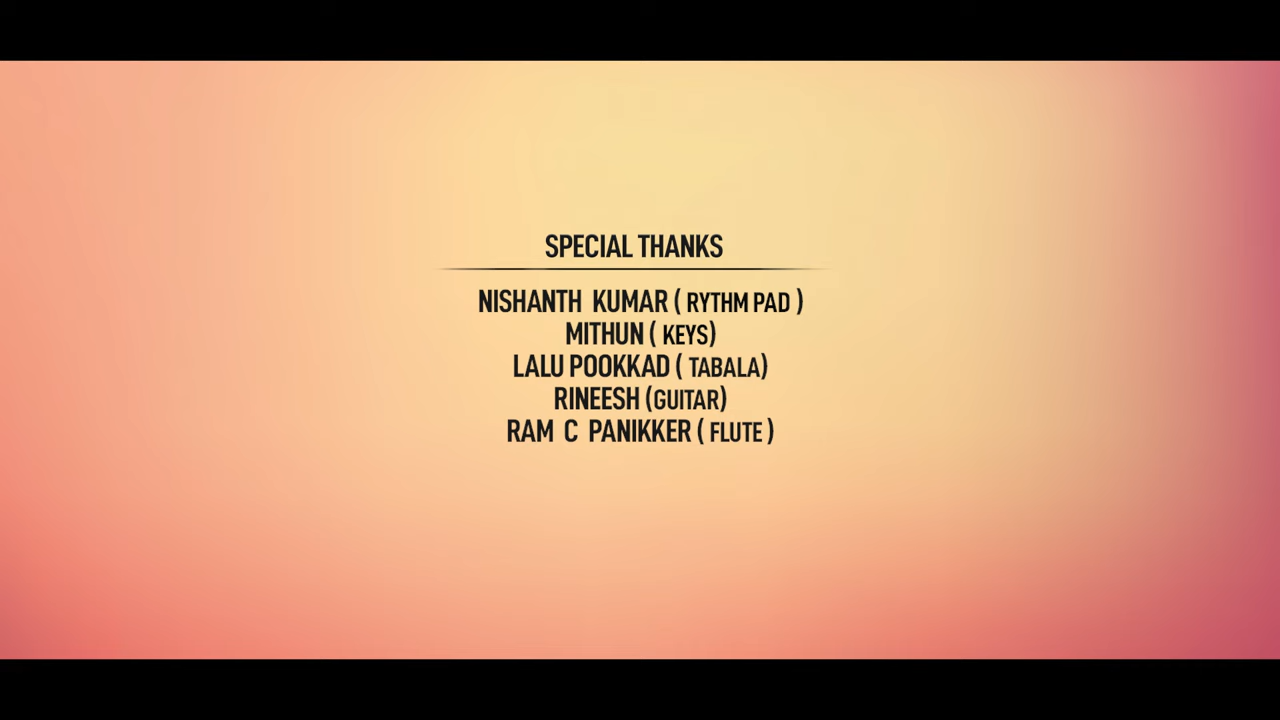 SPECIAL THANKS
NISHANTH KUMAR ( RYTHM PAD )
MITHUN ( KEYS)
LALU POOKKAD ( TABALA)
RINEESH (GUITAR)
RAM C PANIKKER ( FLUTE )